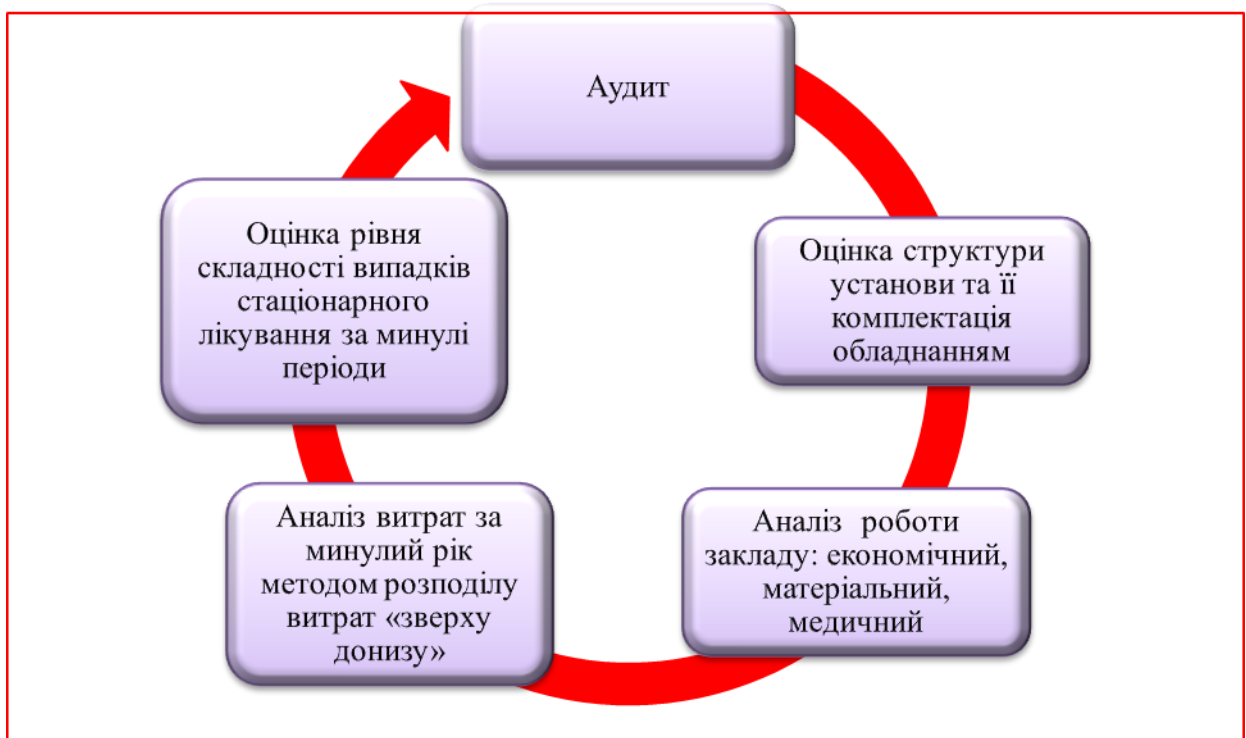 Аудит
Оцінка структури
установи та її
комплектація
обладнанням
Аналіз роботи
закладу: економічний,
матеріальний,
медичний
Аналіз витрат за
минулий рік
методом розподілу
витрат «зверху
донизу»
Оцінка рівня
складності випадків
стаціонарного
лікування за минулі
періоди